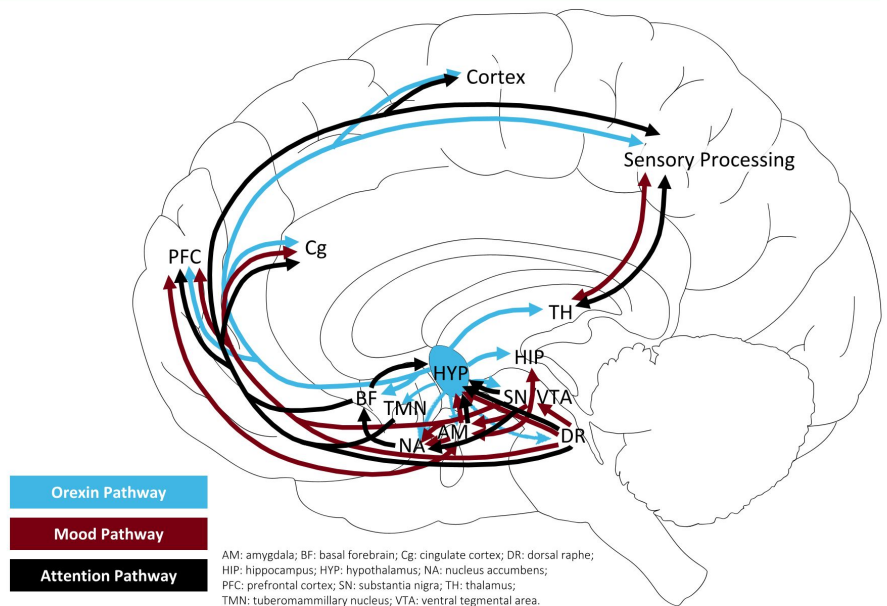 Cortex
Sensory Processing
PFC
Cg
TH
HIP
HYP
BF
TMN
SN
VTA
AM
NA
DR
Orexin Pathway
Mood Pathway
Attention Pathway
AM: amygdala; BF: basal forebrain; Cg: cingulate cortex; DR: dorsal raphe;
HIP: hippocampus; HYP: hypothalamus; NA: nucleus accumbens;
PFC: prefrontal cortex; SN: substantia nigra; TH: thalamus;
TMN: tuberomammillary nucleus; VTA: ventral tegmental area.